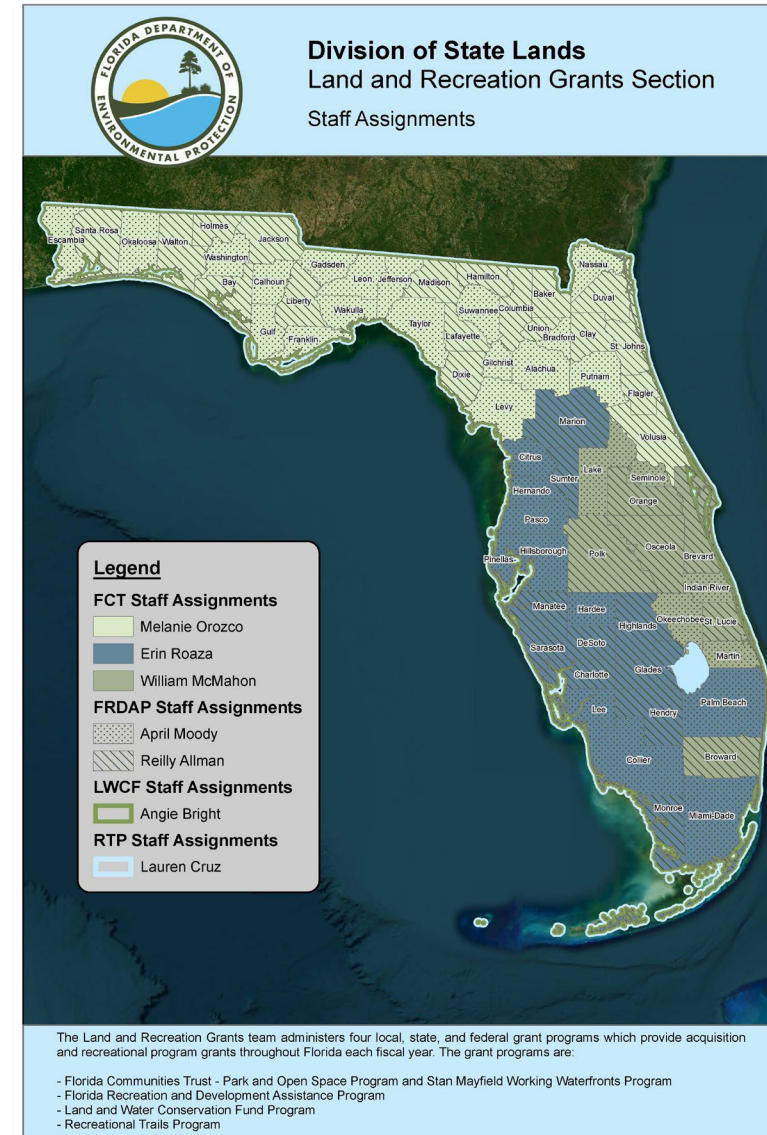 FLORIDA DEPARTMENT OF
ENVIRONMENTAL PROTECTION
Division of State Lands
Land and Recreation Grants Section
Staff Assignments
Escambia
Santa Rosa
Okaloosa
Walton
Holmes
Jackson
Washington
Bay
Calhoun
Gadsden
Liberty
Gulf
Franklin
Leon
Jefferson
Wakulla
Madison
Taylor
Hamilton
Suwannee
Columbia
Lafayette
Dixie
Gilchrist
Baker
Union
Bradford
Alachua
Levy
Nassau
Duval
Clay
St. Johns
Putnam
Flagler
Volusia
Marion
Citrus
Sumter
Lake
Hernando
Seminole
Orange
Pasco
Pinellas
Hillsborough
Polk
Osceola
Brevard
Indian River
Manatee
Hardee
Highlands
Okeechobee
St. Lucie
Sarasota
DeSoto
Martin
Charlotte
Glades
Lee
Hendry
Palm Beach
Collier
Broward
Monroe
Miami-Dade
Legend
FCT Staff Assignments
Melanie Orozco
Erin Roaza
William McMahon
FRDAP Staff Assignments
April Moody
Reilly Allman
LWCF Staff Assignments
Angie Bright
RTP Staff Assignments
Lauren Cruz
The Land and Recreation Grants team administers four local, state, and federal grant programs which provide acquisition
and recreational program grants throughout Florida each fiscal year. The grant programs are:
- Florida Communities Trust - Park and Open Space Program and Stan Mayfield Working Waterfronts Program
- Florida Recreation and Development Assistance Program
- Land and Water Conservation Fund Program
- Recreational Trails Program